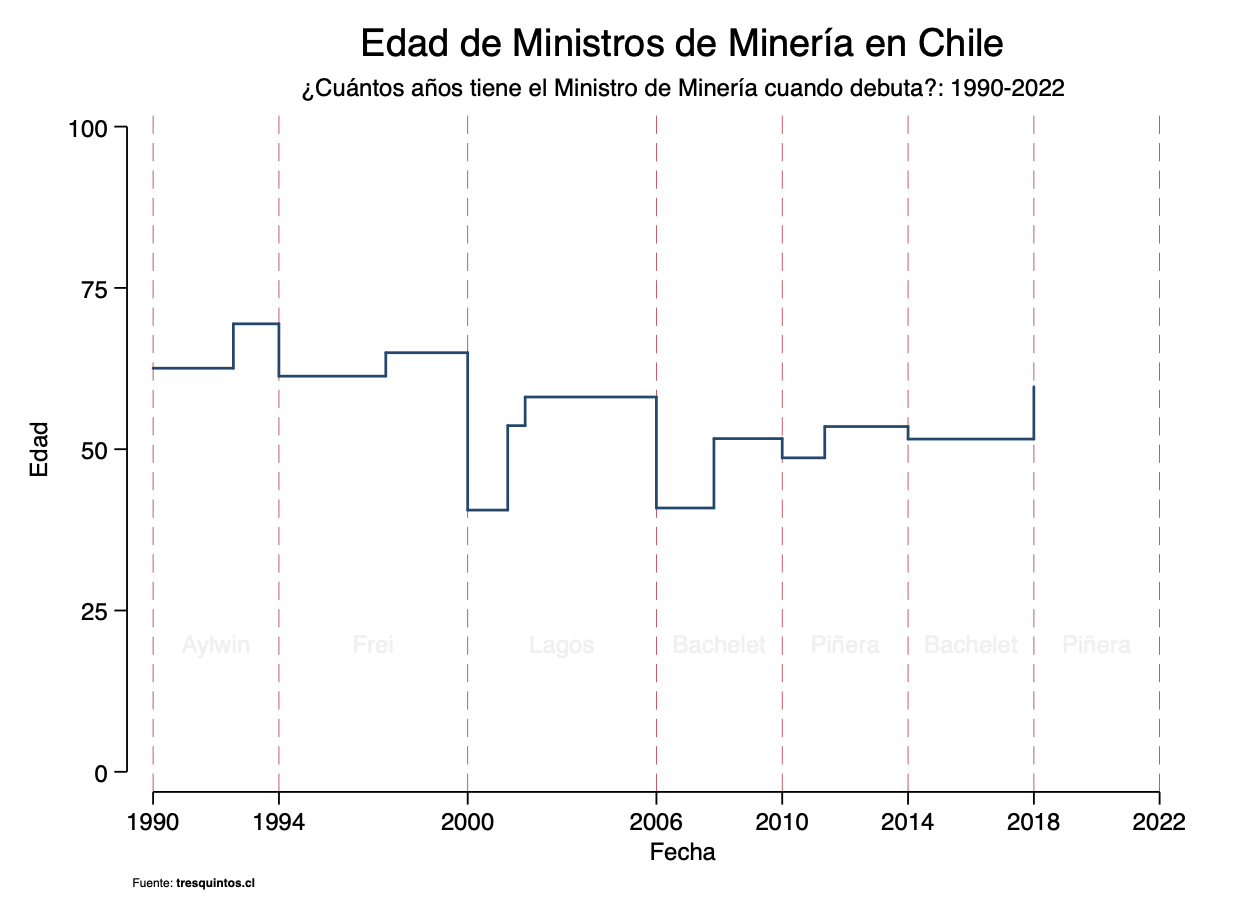 Edad de Ministros de Minería en Chile
¿Cuántos años tiene el Ministro de Minería cuando debuta?: 1990-2022
100
75
50
25
0
Edad
Aylwin Frei Lagos Bachelet Piñera Bachelet Piñera
1990 1994 2000 2006 2010 2014 2018 2022
Fecha
Fuente: tresquintos.cl